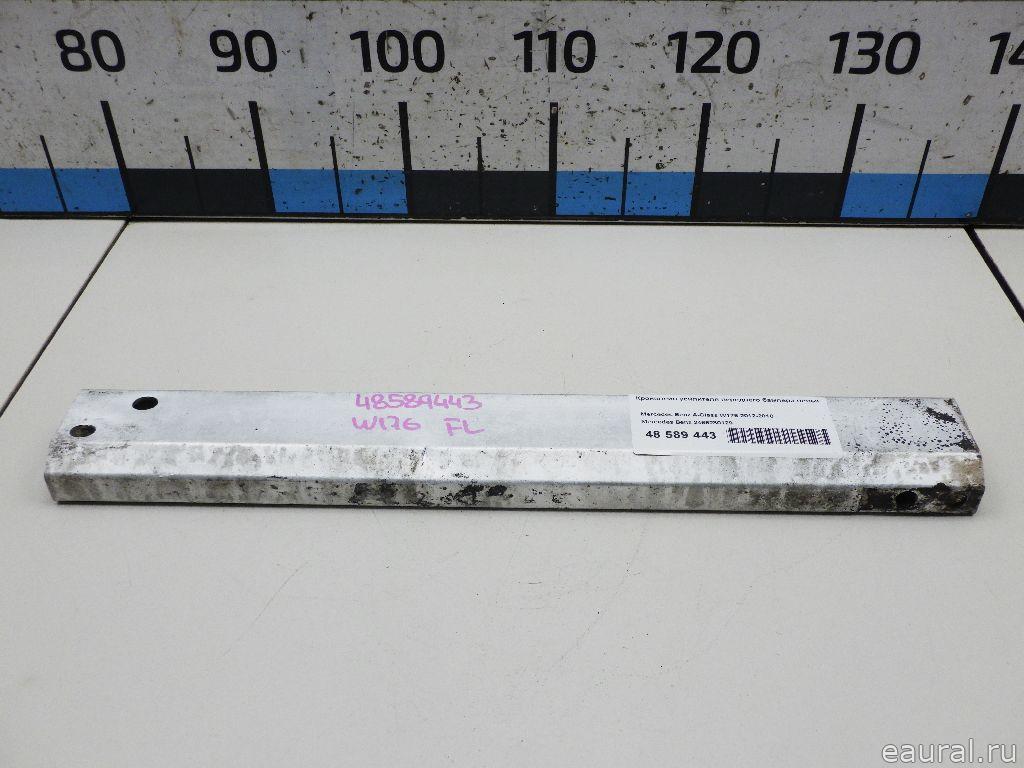 80 90 100 110 120 130 14
48589443
W176 FL
Кронштейн усилителя переднего бампера левый
Mercedes Benz A-Class W176 2012-2018
Mercedes Benz
48 589 443
eaural.ru